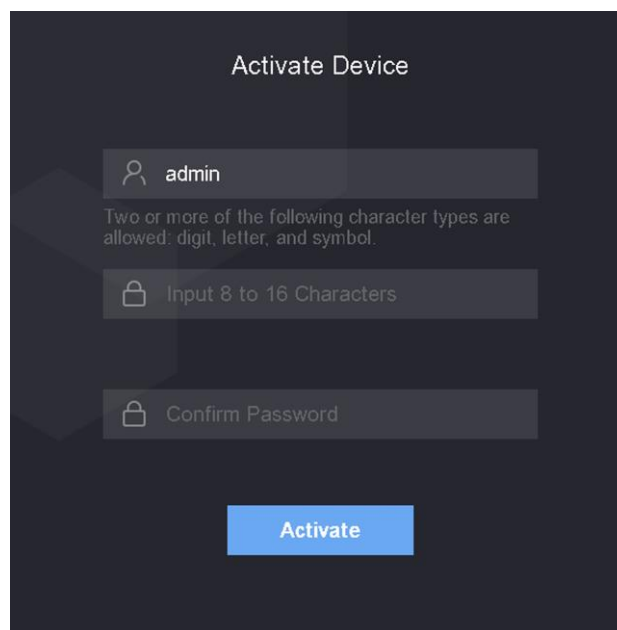 Activate Device
admin
Two or more of the following character types are
allowed: digit, letter, and symbol.
Input 8 to 16 Characters
Confirm Password
Activate